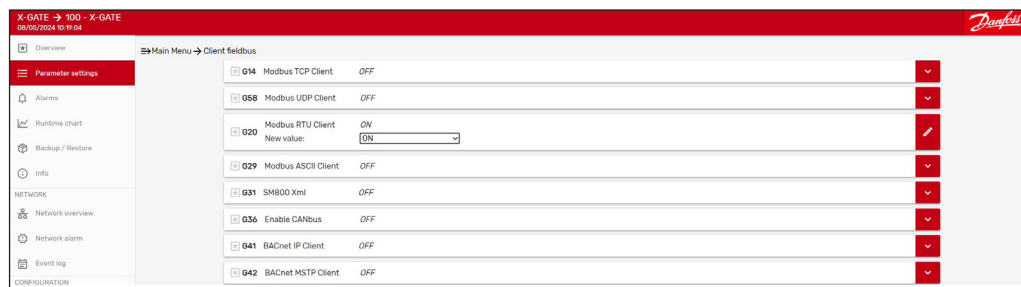 X-GATE → 100 - X-GATE
08/05/2024 10:19:04
Danfoss
Overview
Parameter settings
Alarms
Runtime chart
Backup / Restore
Info
NETWORK
Network overview
Network alarm
Event log
CONFIGURATION
Main Menu → Client fieldbus
G14 Modbus TCP Client OFF
G58 Modbus UDP Client OFF
G20 Modbus RTU Client ON
New value: ON
G29 Modbus ASCII Client OFF
G31 SM800 Xml OFF
G36 Enable CANbus OFF
G41 BACnet IP Client OFF
G42 BACnet MSTP Client OFF